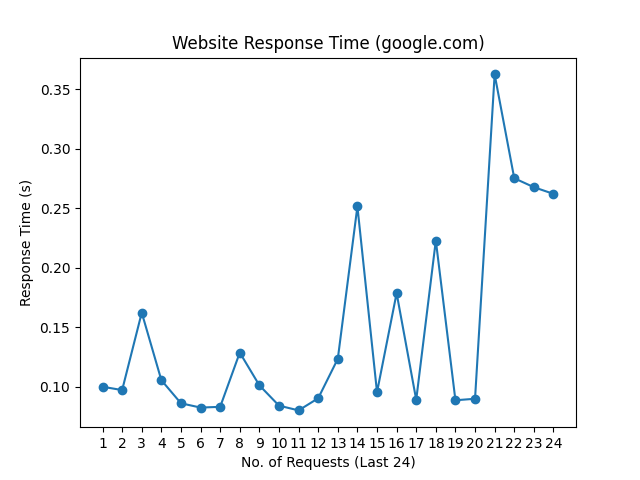 Website Response Time (google.com)
0.35
0.30
0.25
0.20
0.15
0.10
Response Time (s)
1 2 3 4 5 6 7 8 9 10 11 12 13 14 15 16 17 18 19 20 21 22 23 24
No. of Requests (Last 24)